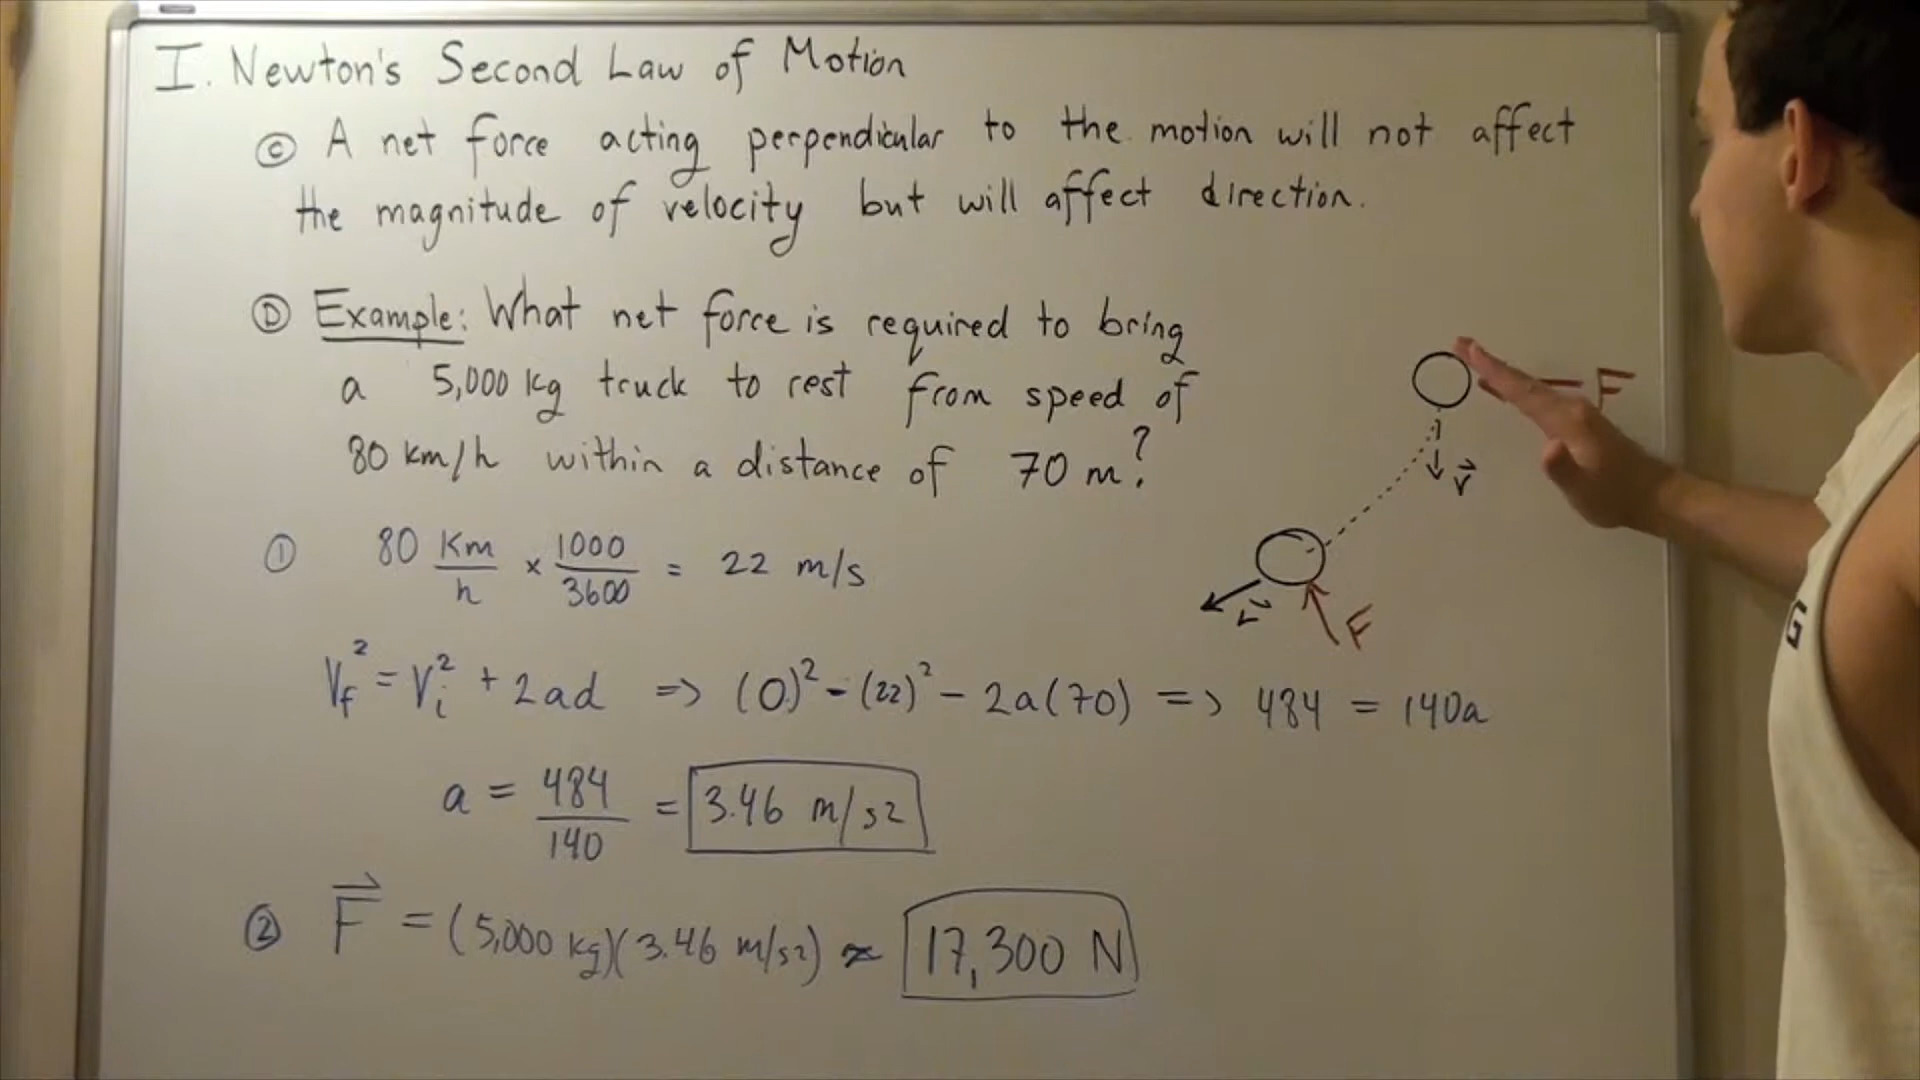 I. Newton's Second Law of Motion
Ⓒ A net force acting perpendicular to the motion will not affect
the magnitude of velocity but will affect direction.
Ⓓ Example: What net force is required to bring
a 5,000 kg truck to rest from speed of
80 km/h within a distance of 70 m?
F
v⃗
v⃗
F
① 80 Km/h × 1000/3600 = 22 m/s
Vf² = Vi² + 2ad => (0)² - (22)² - 2a(70) => 484 = 140a
a = 484/140 = 3.46 m/s2
② F⃗ = (5,000 kg)(3.46 m/s2) ≈ 17,300 N
G